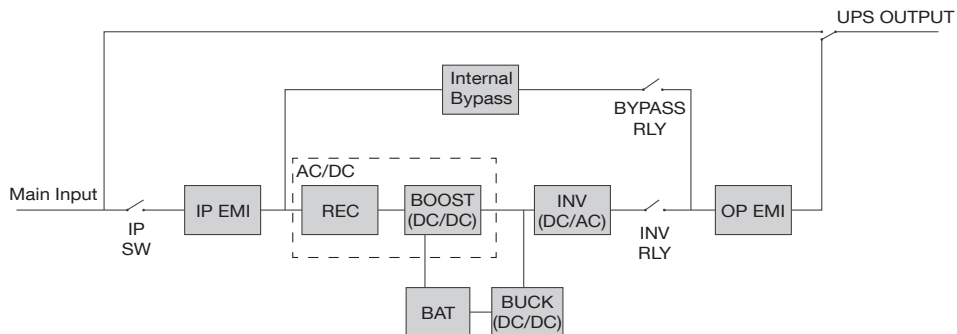 UPS OUTPUT
Internal
Bypass
BYPASS
RLY
AC/DC
Main Input
IP
SW
IP EMI
REC
BOOST
(DC/DC)
INV
(DC/AC)
INV
RLY
OP EMI
BAT
BUCK
(DC/DC)